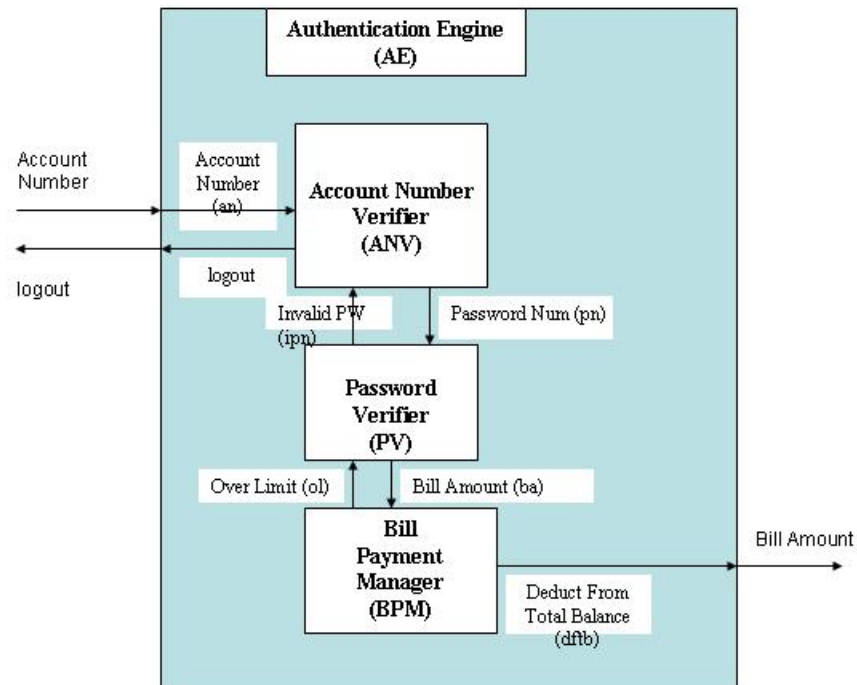 Authentication Engine
(AE)
Account
Number
Account
Number
(an)
Account Number
Verifier
(ANV)
logout
logout
Invalid PW
(ipn)
Password Num (pn)
Password
Verifier
(PV)
Over Limit (ol)
Bill Amount (ba)
Bill
Payment
Manager
(BPM)
Bill Amount
Deduct From
Total Balance
(dftb)